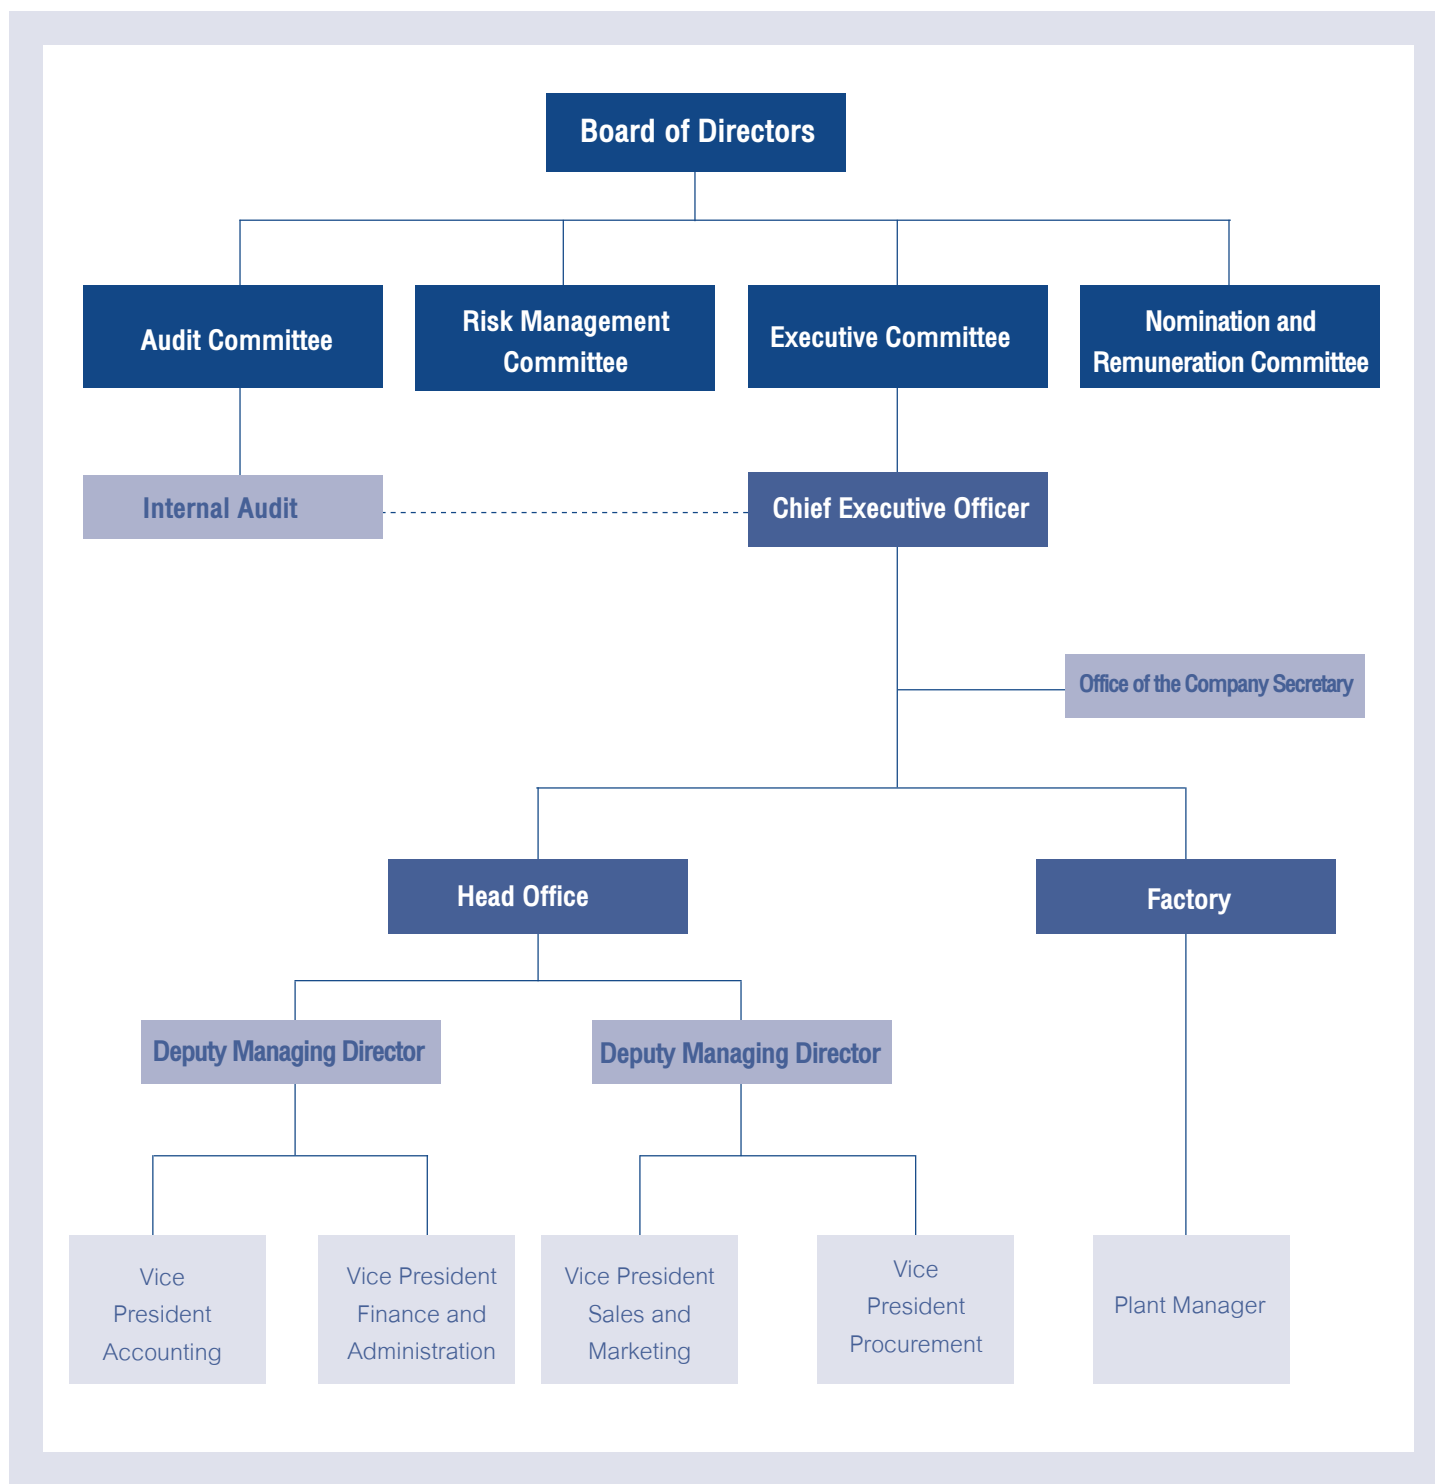 Board of Directors
Audit Committee
Risk Management
Committee
Executive Committee
Nomination and
Remuneration Committee
Internal Audit
Chief Executive Officer
Office of the Company Secretary
Head Office
Factory
Deputy Managing Director
Deputy Managing Director
Vice
President
Accounting
Vice President
Finance and
Administration
Vice President
Sales and
Marketing
Vice
President
Procurement
Plant Manager